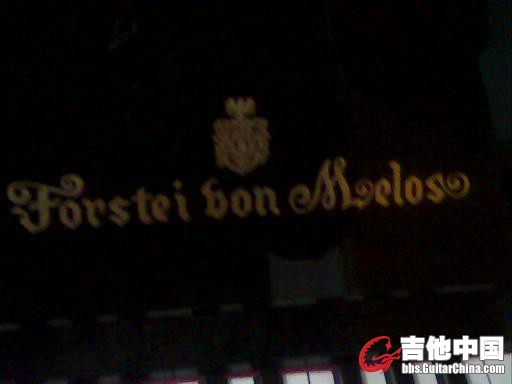 Forstei von Melos
吉他中国
bbs.GuitarChina.com